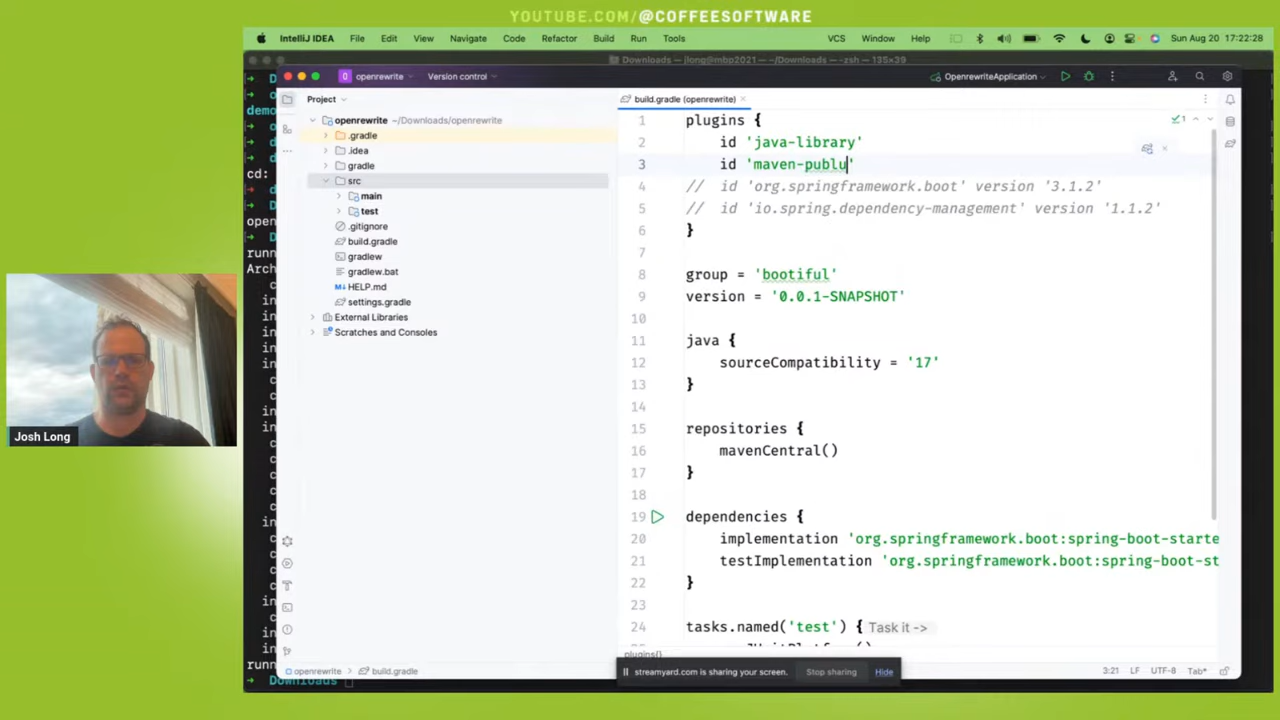 YOUTUBE.COM/@COFFEESOFTWARE
IntelliJ IDEA File Edit View Navigate Code Refactor Build Run Tools VCS Window Help Sun Aug 20 17:22:28
Downloads — jlong@mbp2021 — ~/Downloads — -zsh — 135×39
openrewrite Version control OpenrewriteApplication
Project
build.gradle (openrewrite)
openrewrite ~/Downloads/openrewrite
.gradle
.idea
gradle
src
main
test
.gitignore
build.gradle
gradlew
gradlew.bat
HELP.md
settings.gradle
External Libraries
Scratches and Consoles
1 plugins {
2 id 'java-library'
3 id 'maven-publu'
4 // id 'org.springframework.boot' version '3.1.2'
5 // id 'io.spring.dependency-management' version '1.1.2'
6 }
7
8 group = 'bootiful'
9 version = '0.0.1-SNAPSHOT'
10
11 java {
12 sourceCompatibility = '17'
13 }
14
15 repositories {
16 mavenCentral()
17 }
18
19 dependencies {
20 implementation 'org.springframework.boot:spring-boot-starte
21 testImplementation 'org.springframework.boot:spring-boot-st
22 }
23
24 tasks.named('test') { Task it ->
plugins{}
1
Josh Long
streamyard.com is sharing your screen. Stop sharing Hide
openrewrite > build.gradle
3:21 LF UTF-8 Tab*
Downloads